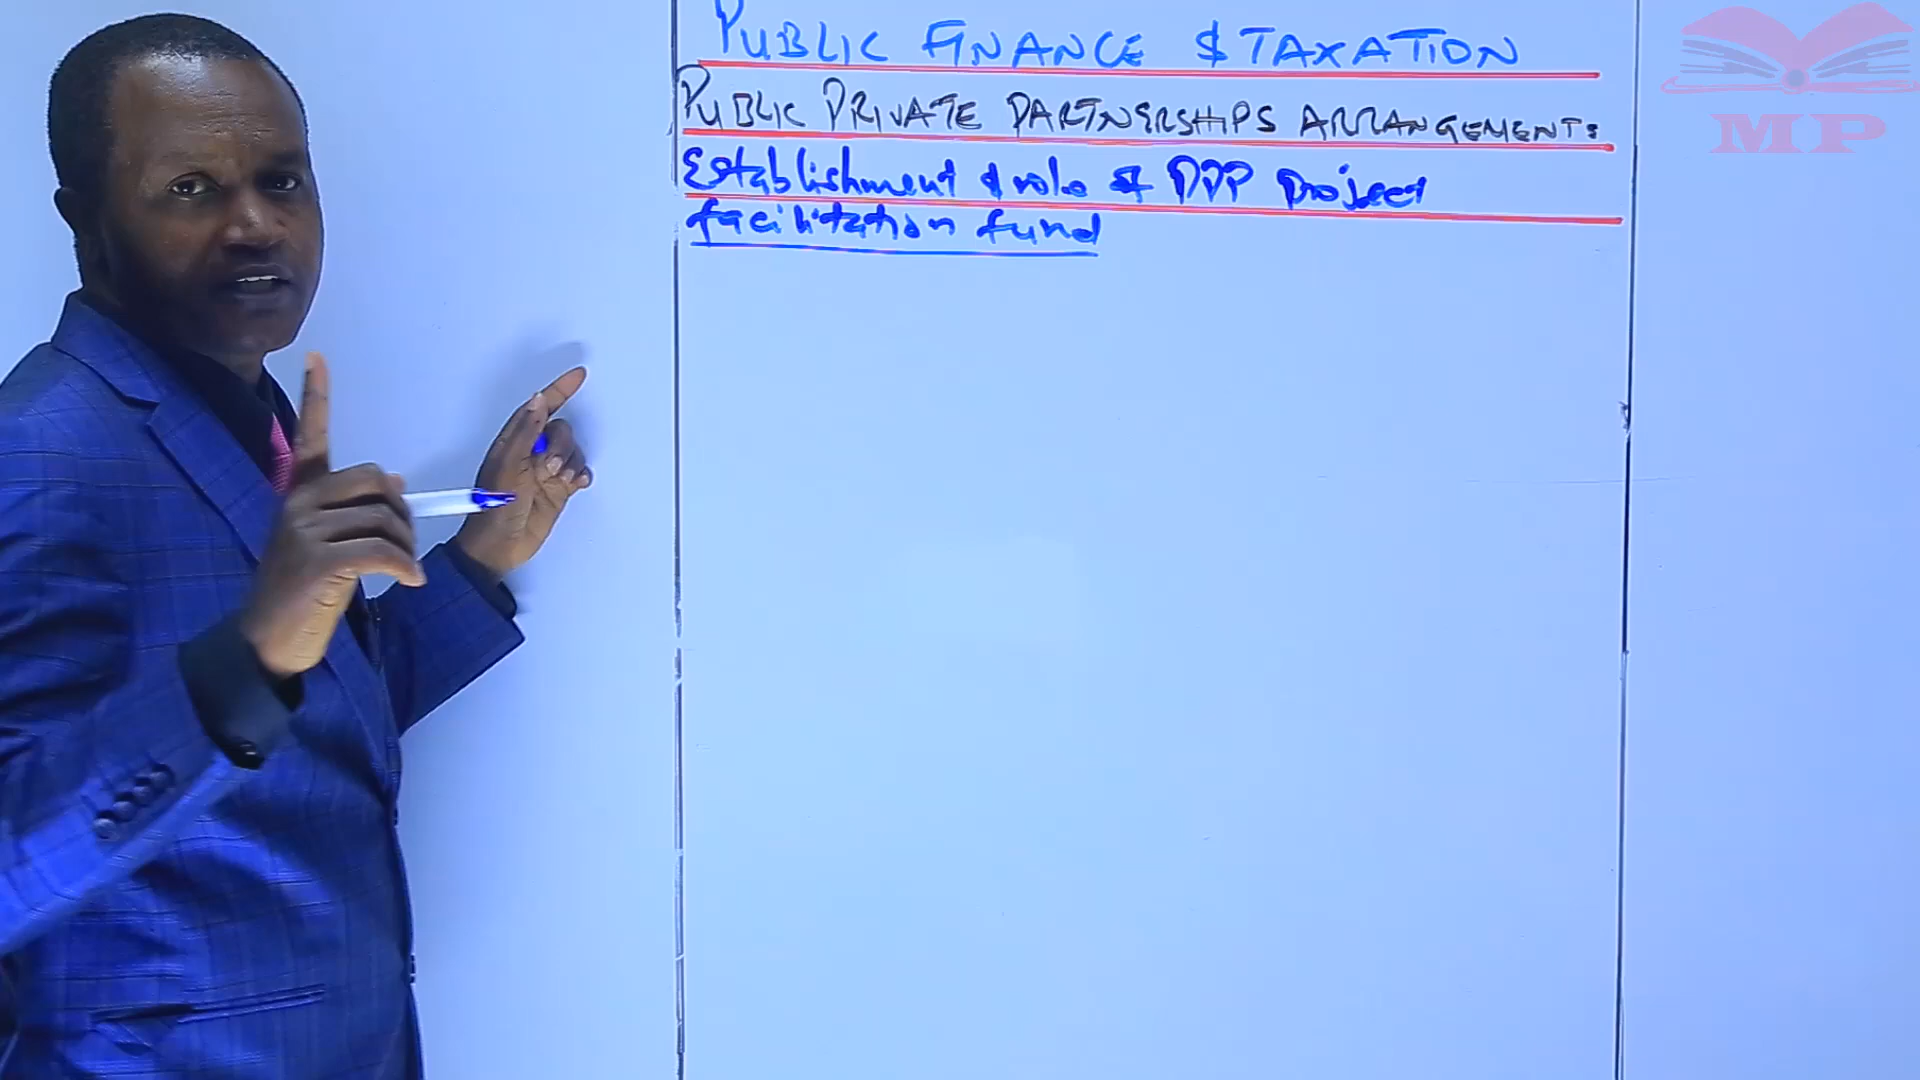 PUBLIC FINANCE & TAXATION
PUBLIC PRIVATE PARTNERSHIPS ARRANGEMENTS
Establishment & role of PPP project
facilitation fund
MP